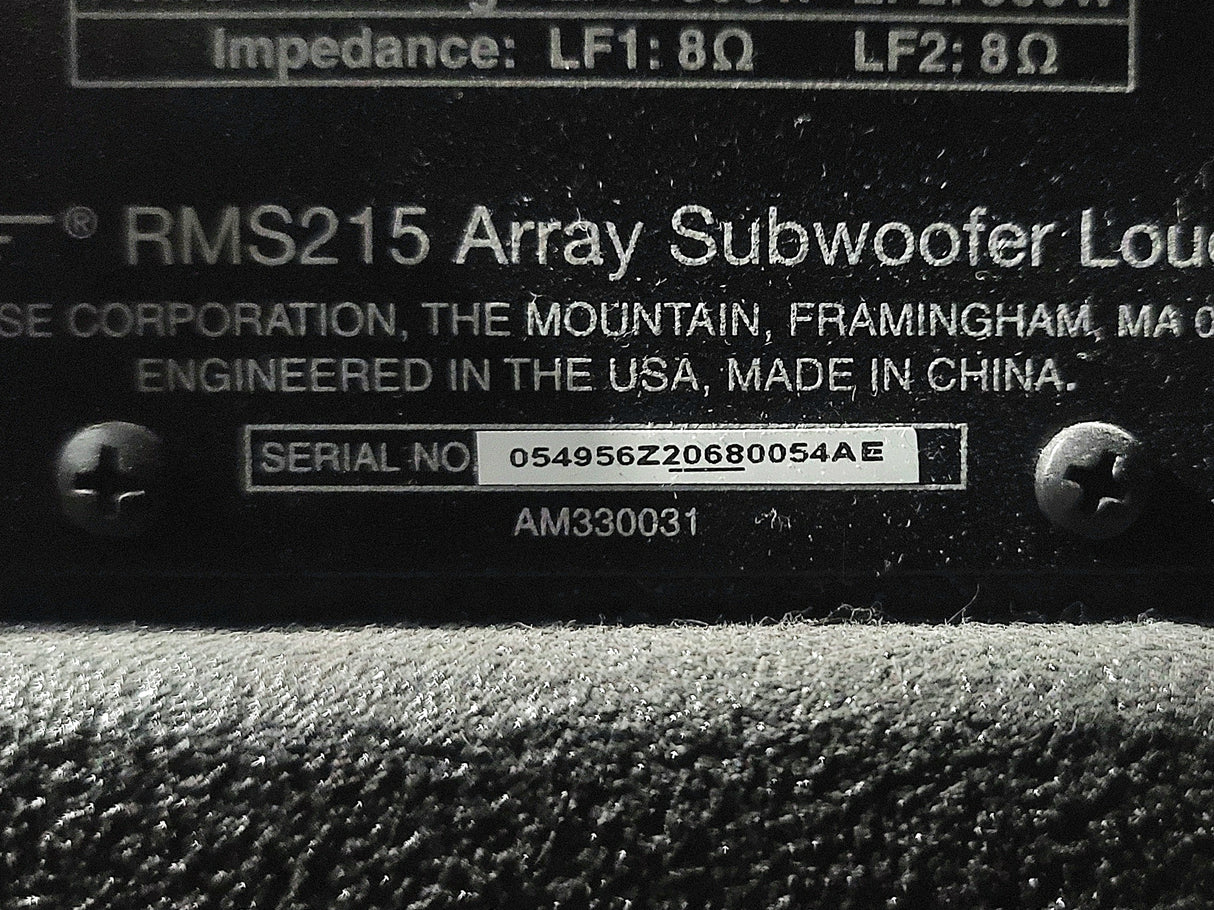 Impedance: LF1: 8Ω LF2: 8Ω
® RMS215 Array Subwoofer
CORPORATION, THE MOUNTAIN, FRAMINGHAM, MA
ENGINEERED IN THE USA, MADE IN CHINA.
SERIAL NO 054956Z20680054AE
AM330031